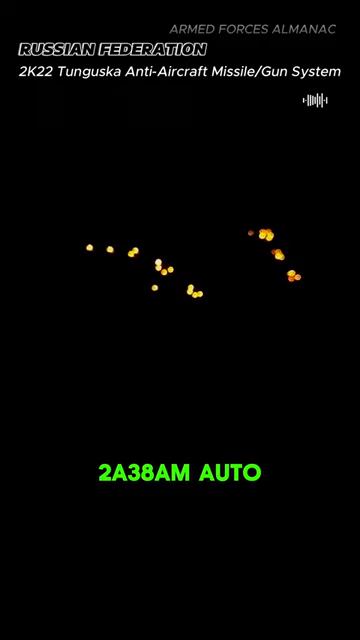 ARMED FORCES ALMANAC
RUSSIAN FEDERATION
2K22 Tunguska Anti-Aircraft Missile/Gun System
2A38AM AUTO